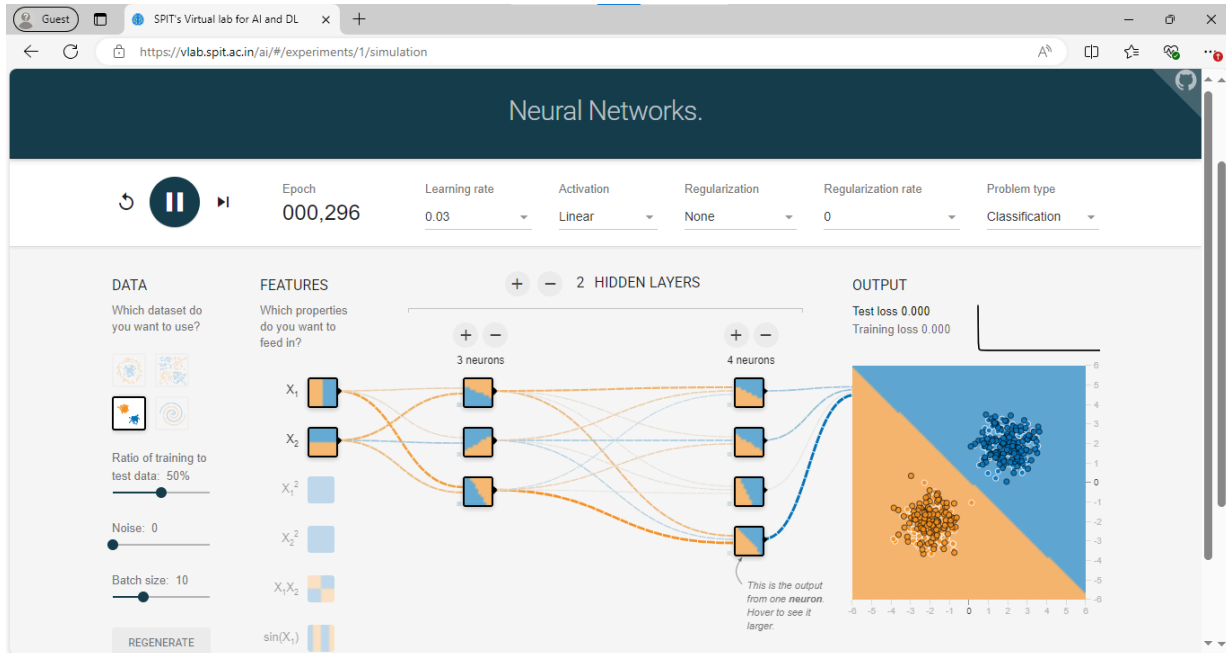 Guest
SPIT's Virtual lab for AI and DL
https://vlab.spit.ac.in/ai/#/experiments/1/simulation
Neural Networks.
Epoch
000,296
Learning rate
0.03
Activation
Linear
Regularization
None
Regularization rate
0
Problem type
Classification
DATA
Which dataset do
you want to use?
Ratio of training to
test data: 50%
Noise: 0
Batch size: 10
REGENERATE
FEATURES
Which properties
do you want to
feed in?
X₁
X₂
X₁²
X₂²
X₁X₂
sin(X₁)
2 HIDDEN LAYERS
3 neurons
4 neurons
This is the output
from one neuron.
Hover to see it
larger.
OUTPUT
Test loss 0.000
Training loss 0.000
6
5
4
3
2
1
0
-1
-2
-3
-4
-5
-6
-6 -5 -4 -3 -2 -1 0 1 2 3 4 5 6